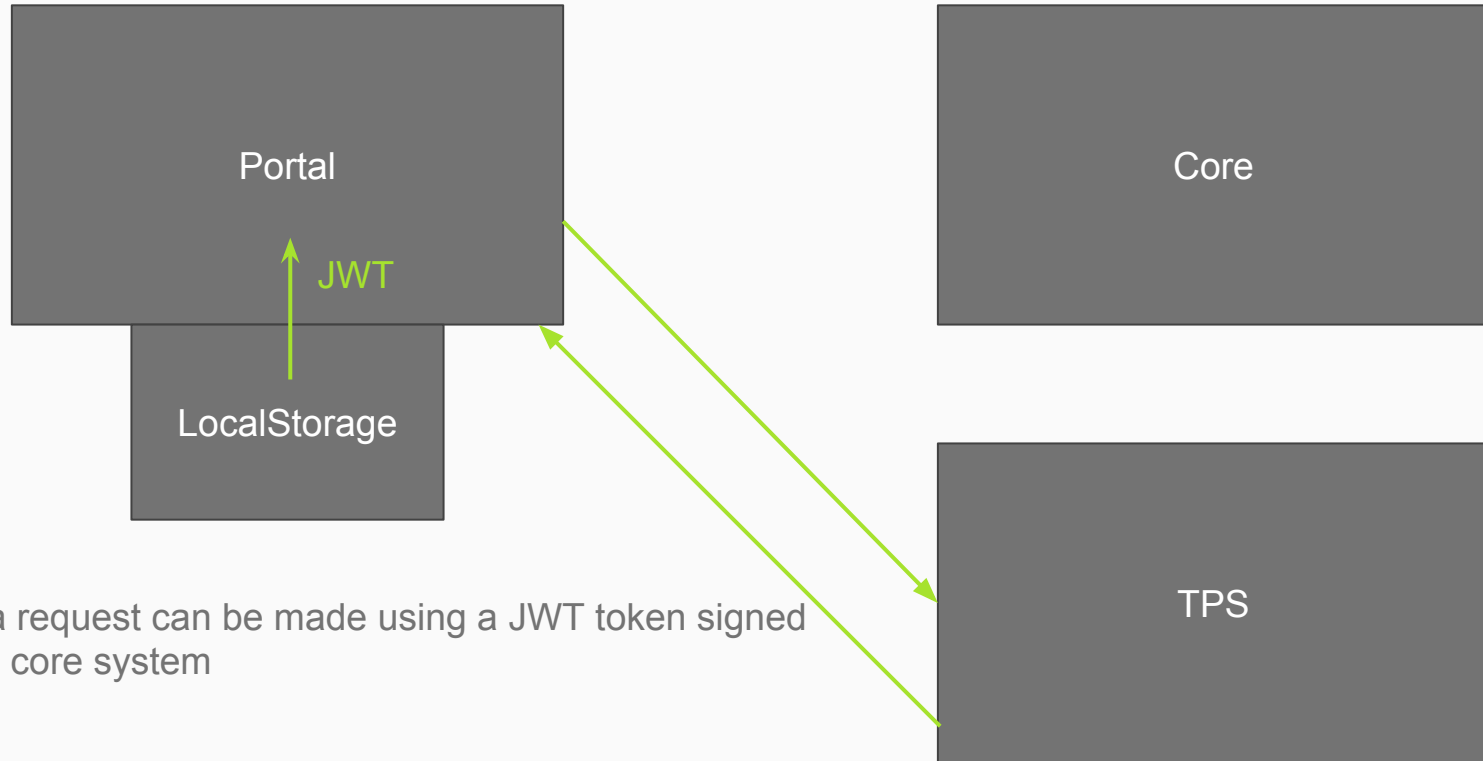 Portal
Core
JWT
LocalStorage
TPS
a request can be made using a JWT token signed
core system